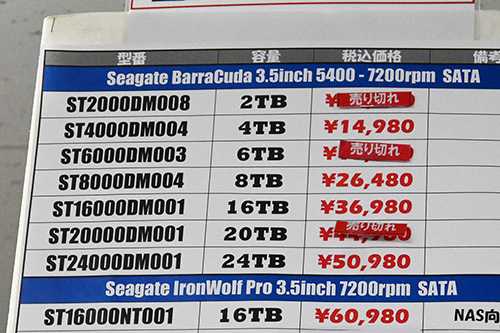 型番 容量 税込価格 備考
Seagate BarraCuda 3.5inch 5400 - 7200rpm SATA
ST2000DM008 2TB ¥売り切れ
ST4000DM004 4TB ¥14,980
ST6000DM003 6TB ¥売り切れ
ST8000DM004 8TB ¥26,480
ST16000DM001 16TB ¥36,980
ST20000DM001 20TB 売り切れ
ST24000DM001 24TB ¥50,980
Seagate IronWolf Pro 3.5inch 7200rpm SATA
ST16000NT001 16TB ¥60,980 NAS向